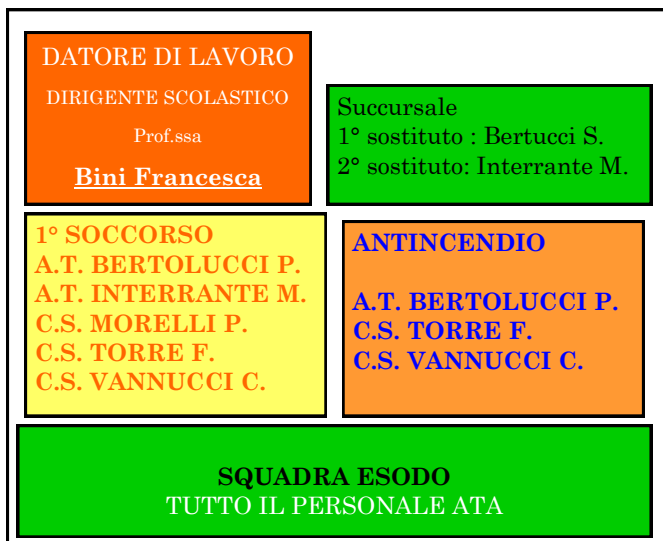 DATORE DI LAVORO
DIRIGENTE SCOLASTICO
Prof.ssa
Bini Francesca
Succursale
1° sostituto : Bertucci S.
2° sostituto: Interrante M.
1° SOCCORSO
A.T. BERTOLUCCI P.
A.T. INTERRANTE M.
C.S. MORELLI P.
C.S. TORRE F.
C.S. VANNUCCI C.
ANTINCENDIO
A.T. BERTOLUCCI P.
C.S. TORRE F.
C.S. VANNUCCI C.
SQUADRA ESODO
TUTTO IL PERSONALE ATA